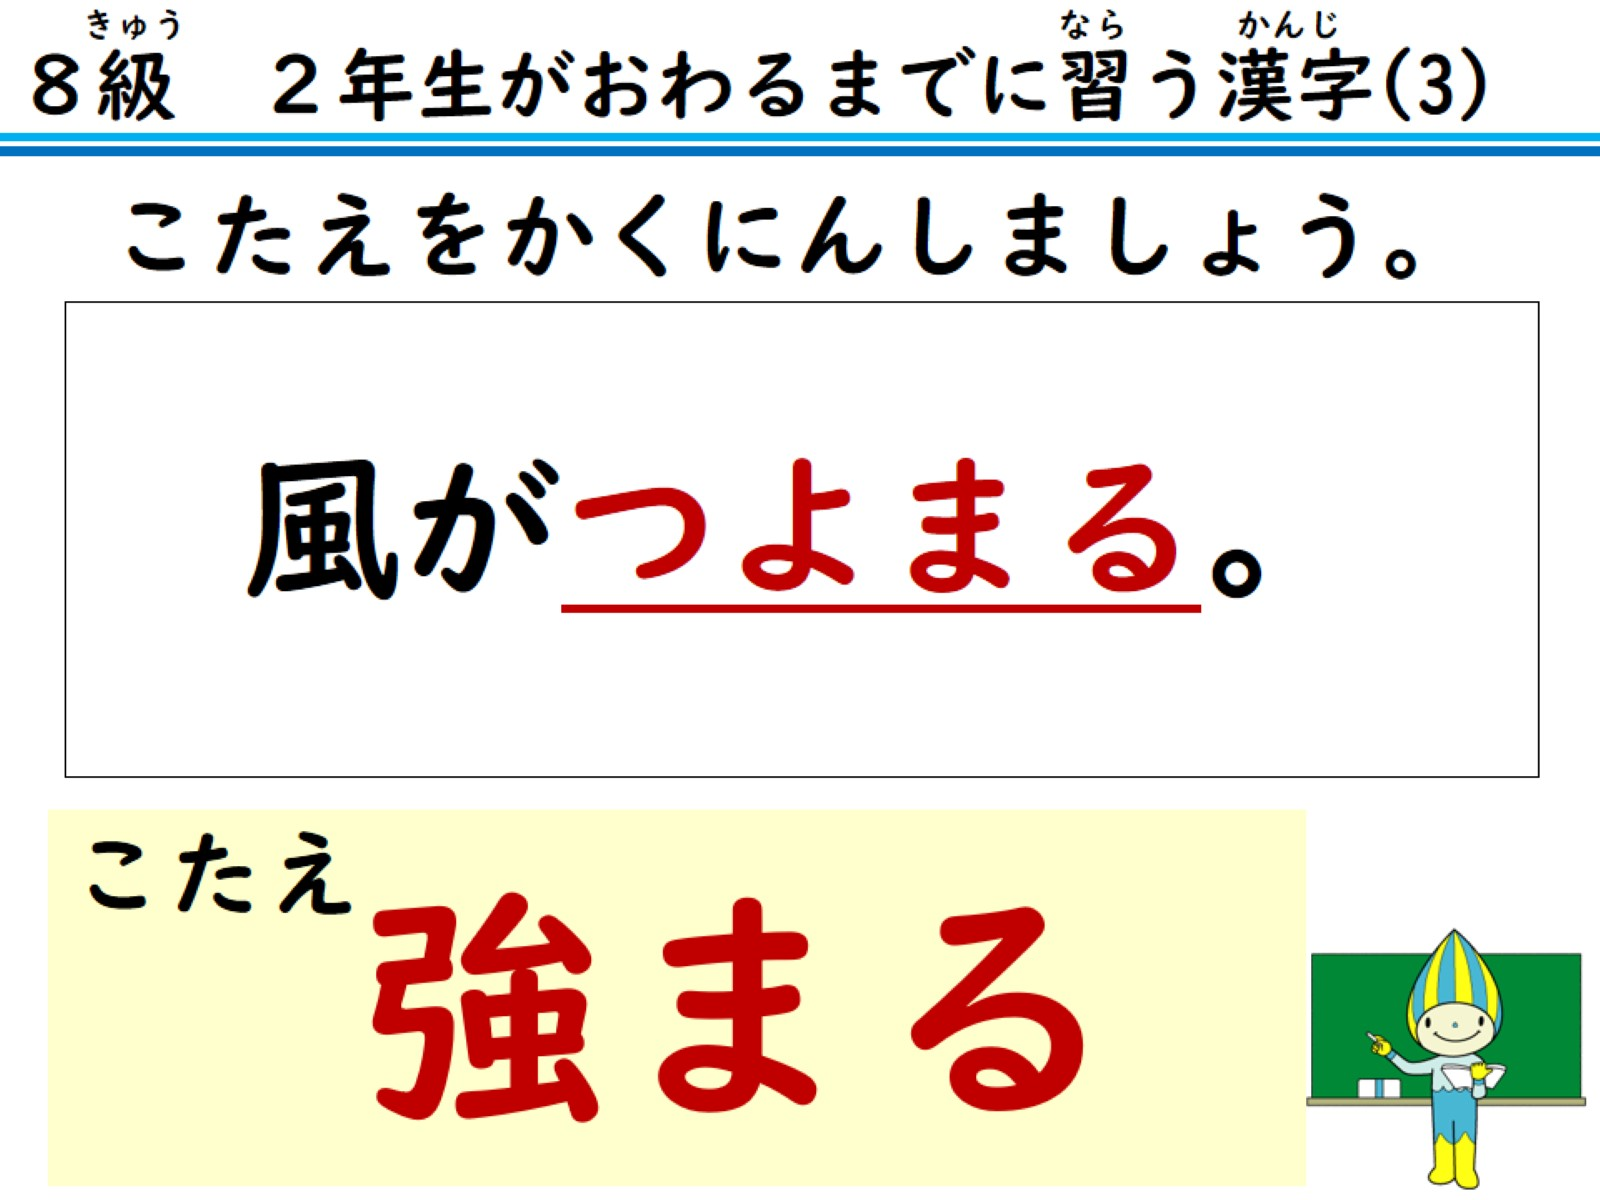 きゅう なら かんじ
８級　２年生がおわるまでに習う漢字(3)
こたえをかくにんしましょう。
風がつよまる。
こたえ
強まる